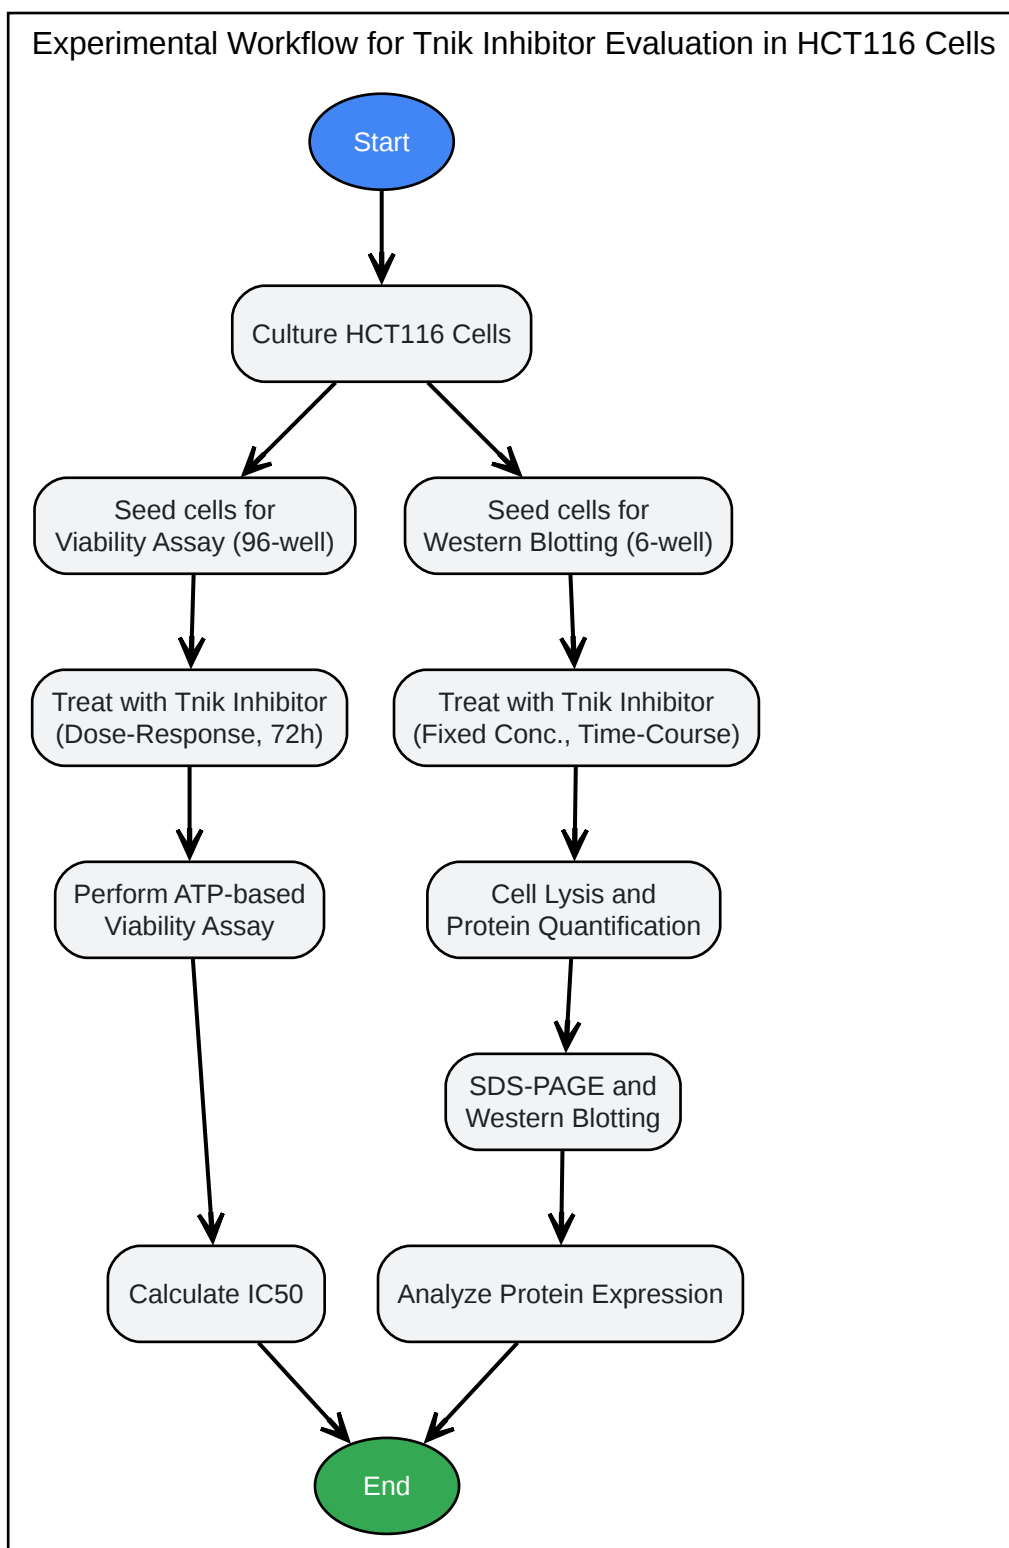 Experimental Workflow for Tnik Inhibitor Evaluation in HCT116 Cells
Start
Culture HCT116 Cells
Seed cells for
Viability Assay (96-well)
Seed cells for
Western Blotting (6-well)
Treat with Tnik Inhibitor
(Dose-Response, 72h)
Treat with Tnik Inhibitor
(Fixed Conc., Time-Course)
Perform ATP-based
Viability Assay
Cell Lysis and
Protein Quantification
SDS-PAGE and
Western Blotting
Calculate IC50
Analyze Protein Expression
End